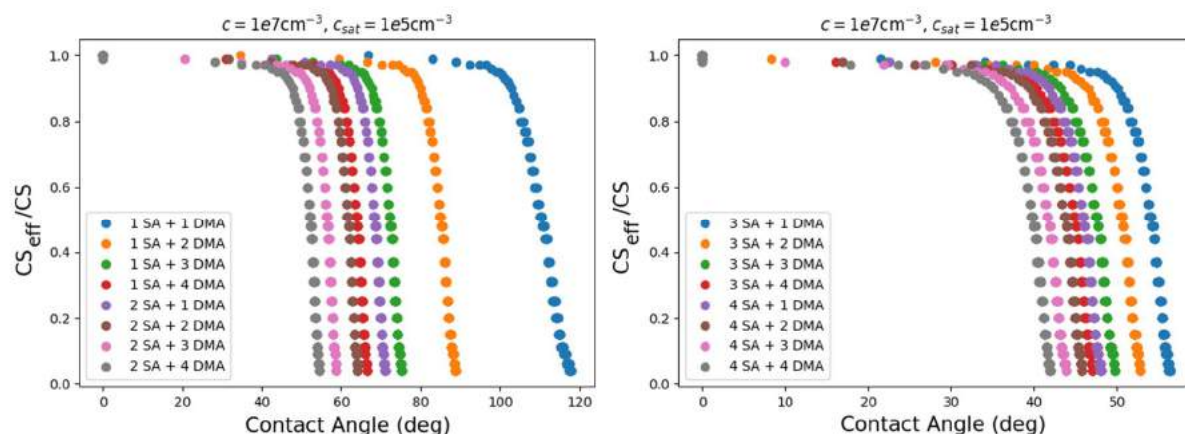 c = 1e7cm⁻³, c_sat = 1e5cm⁻³
CS_eff/CS
1.0
0.8
0.6
0.4
0.2
0.0
1 SA + 1 DMA
1 SA + 2 DMA
1 SA + 3 DMA
1 SA + 4 DMA
2 SA + 1 DMA
2 SA + 2 DMA
2 SA + 3 DMA
2 SA + 4 DMA
0 20 40 60 80 100 120
Contact Angle (deg)
c = 1e7cm⁻³, c_sat = 1e5cm⁻³
CS_eff/CS
1.0
0.8
0.6
0.4
0.2
0.0
3 SA + 1 DMA
3 SA + 2 DMA
3 SA + 3 DMA
3 SA + 4 DMA
4 SA + 1 DMA
4 SA + 2 DMA
4 SA + 3 DMA
4 SA + 4 DMA
0 10 20 30 40 50
Contact Angle (deg)